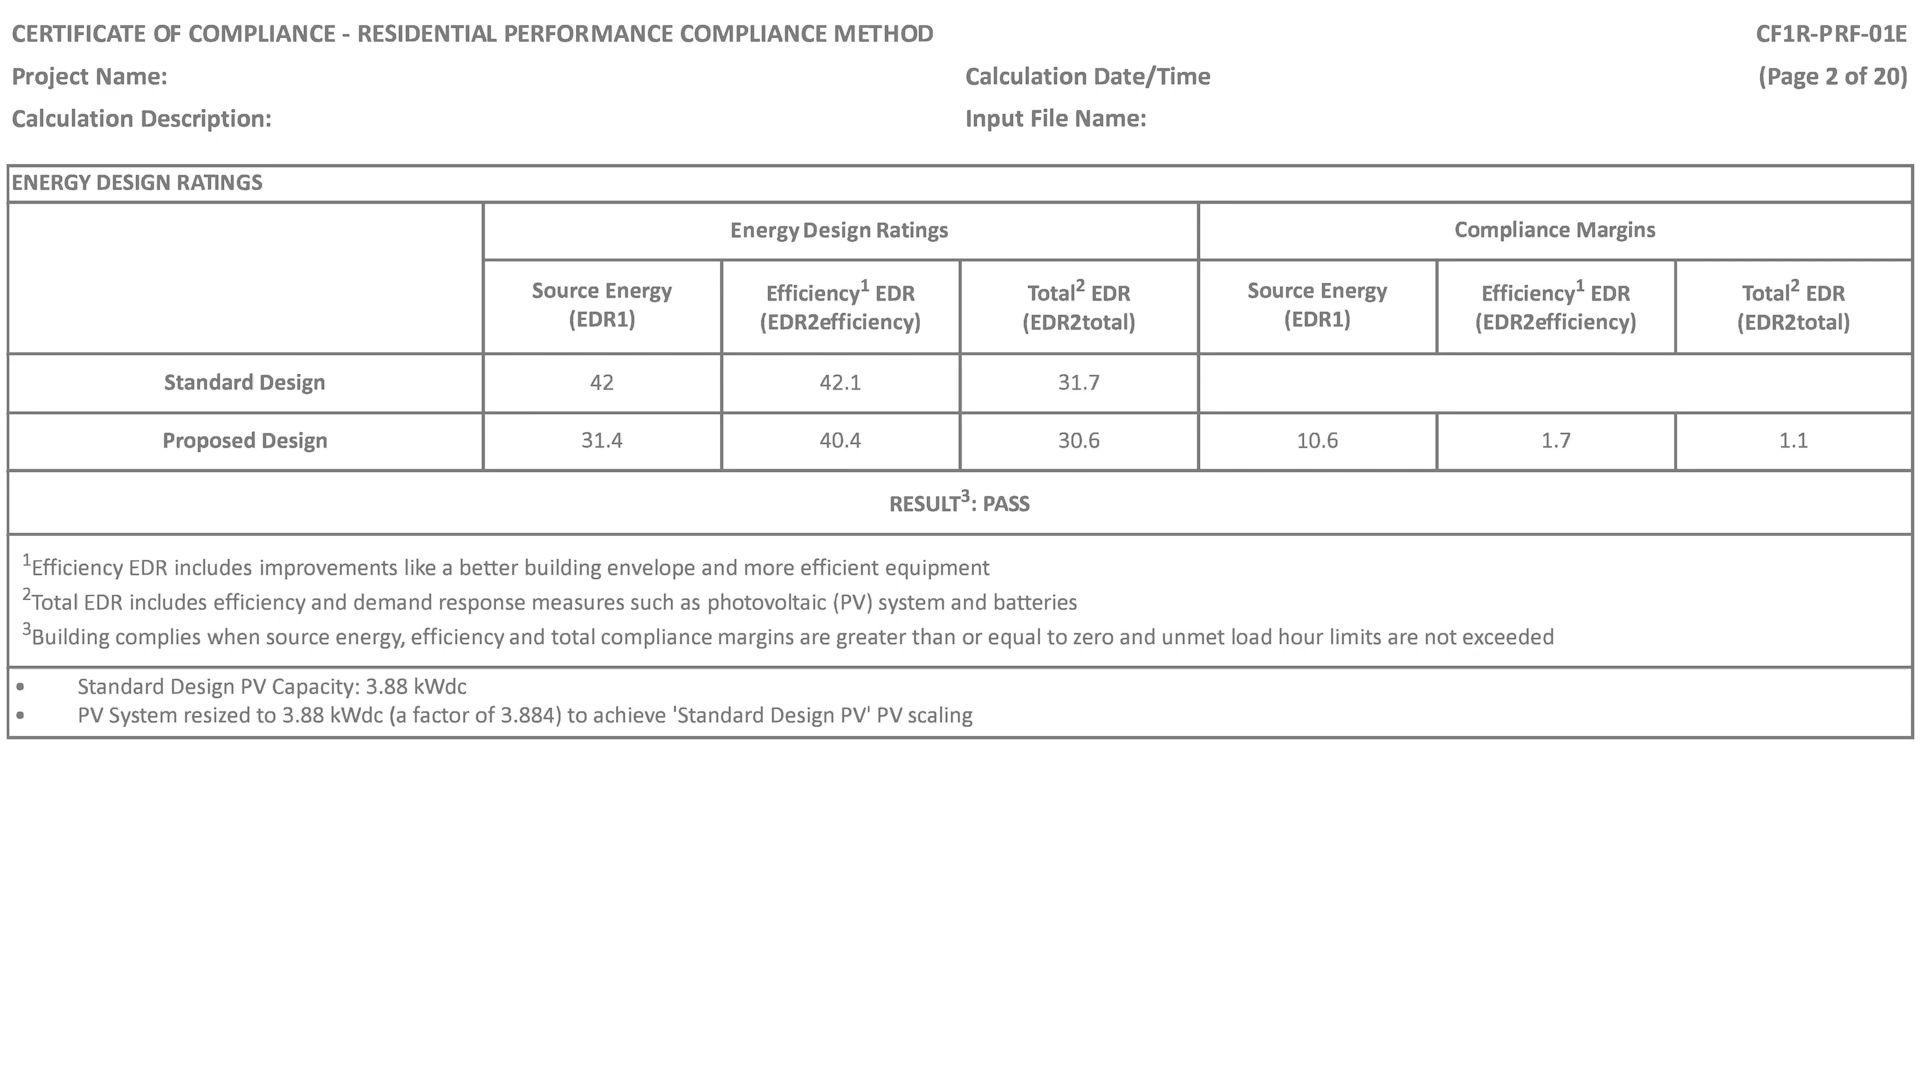 CERTIFICATE OF COMPLIANCE - RESIDENTIAL PERFORMANCE COMPLIANCE METHOD CF1R-PRF-01E
Project Name: Calculation Date/Time (Page 2 of 20)
Calculation Description: Input File Name:
ENERGY DESIGN RATINGS
Energy Design Ratings Compliance Margins
Source Energy (EDR1) Efficiency¹ EDR (EDR2efficiency) Total² EDR (EDR2total) Source Energy (EDR1) Efficiency¹ EDR (EDR2efficiency) Total² EDR (EDR2total)
Standard Design 42 42.1 31.7
Proposed Design 31.4 40.4 30.6 10.6 1.7 1.1
RESULT³: PASS
¹Efficiency EDR includes improvements like a better building envelope and more efficient equipment
²Total EDR includes efficiency and demand response measures such as photovoltaic (PV) system and batteries
³Building complies when source energy, efficiency and total compliance margins are greater than or equal to zero and unmet load hour limits are not exceeded
• Standard Design PV Capacity: 3.88 kWdc
• PV System resized to 3.88 kWdc (a factor of 3.884) to achieve 'Standard Design PV' PV scaling